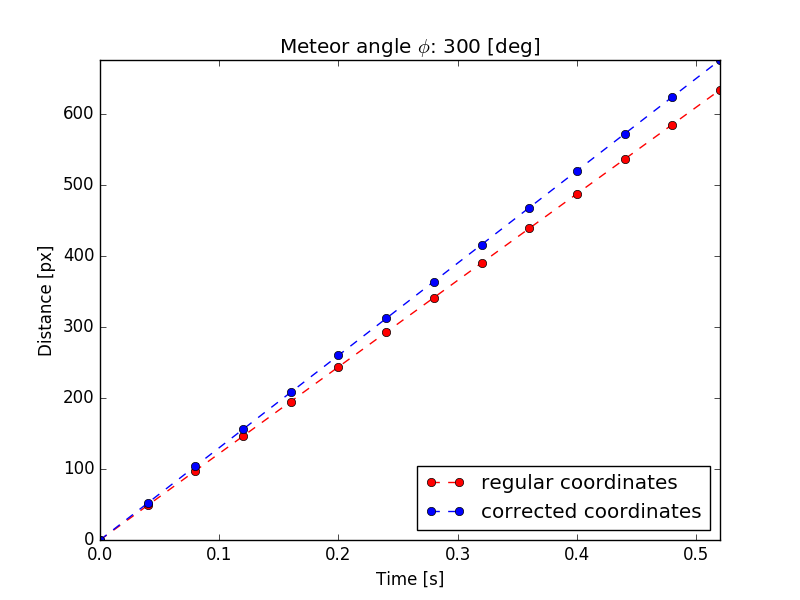 Meteor angle ϕ: 300 [deg]
600
500
400
300
200
100
0
Distance [px]
regular coordinates
corrected coordinates
0.0 0.1 0.2 0.3 0.4 0.5
Time [s]